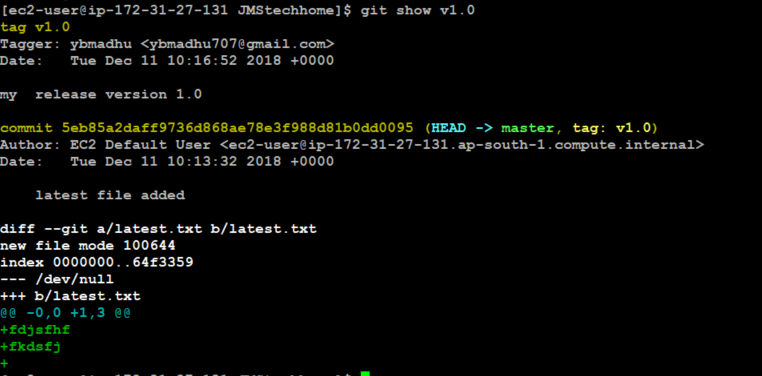 [ec2-user@ip-172-31-27-131 JMStechhome]$ git show v1.0
tag v1.0
Tagger: ybmadhu <ybmadhu707@gmail.com>
Date:   Tue Dec 11 10:16:52 2018 +0000
my  release version 1.0
commit 5eb85a2daff9736d868ae78e3f988d81b0dd0095 (HEAD -> master, tag: v1.0)
Author: EC2 Default User <ec2-user@ip-172-31-27-131.ap-south-1.compute.internal>
Date:   Tue Dec 11 10:13:32 2018 +0000
    latest file added
diff --git a/latest.txt b/latest.txt
new file mode 100644
index 0000000..64f3359
--- /dev/null
+++ b/latest.txt
@@ -0,0 +1,3 @@
+fdjsfhf
+fkdsfj
+